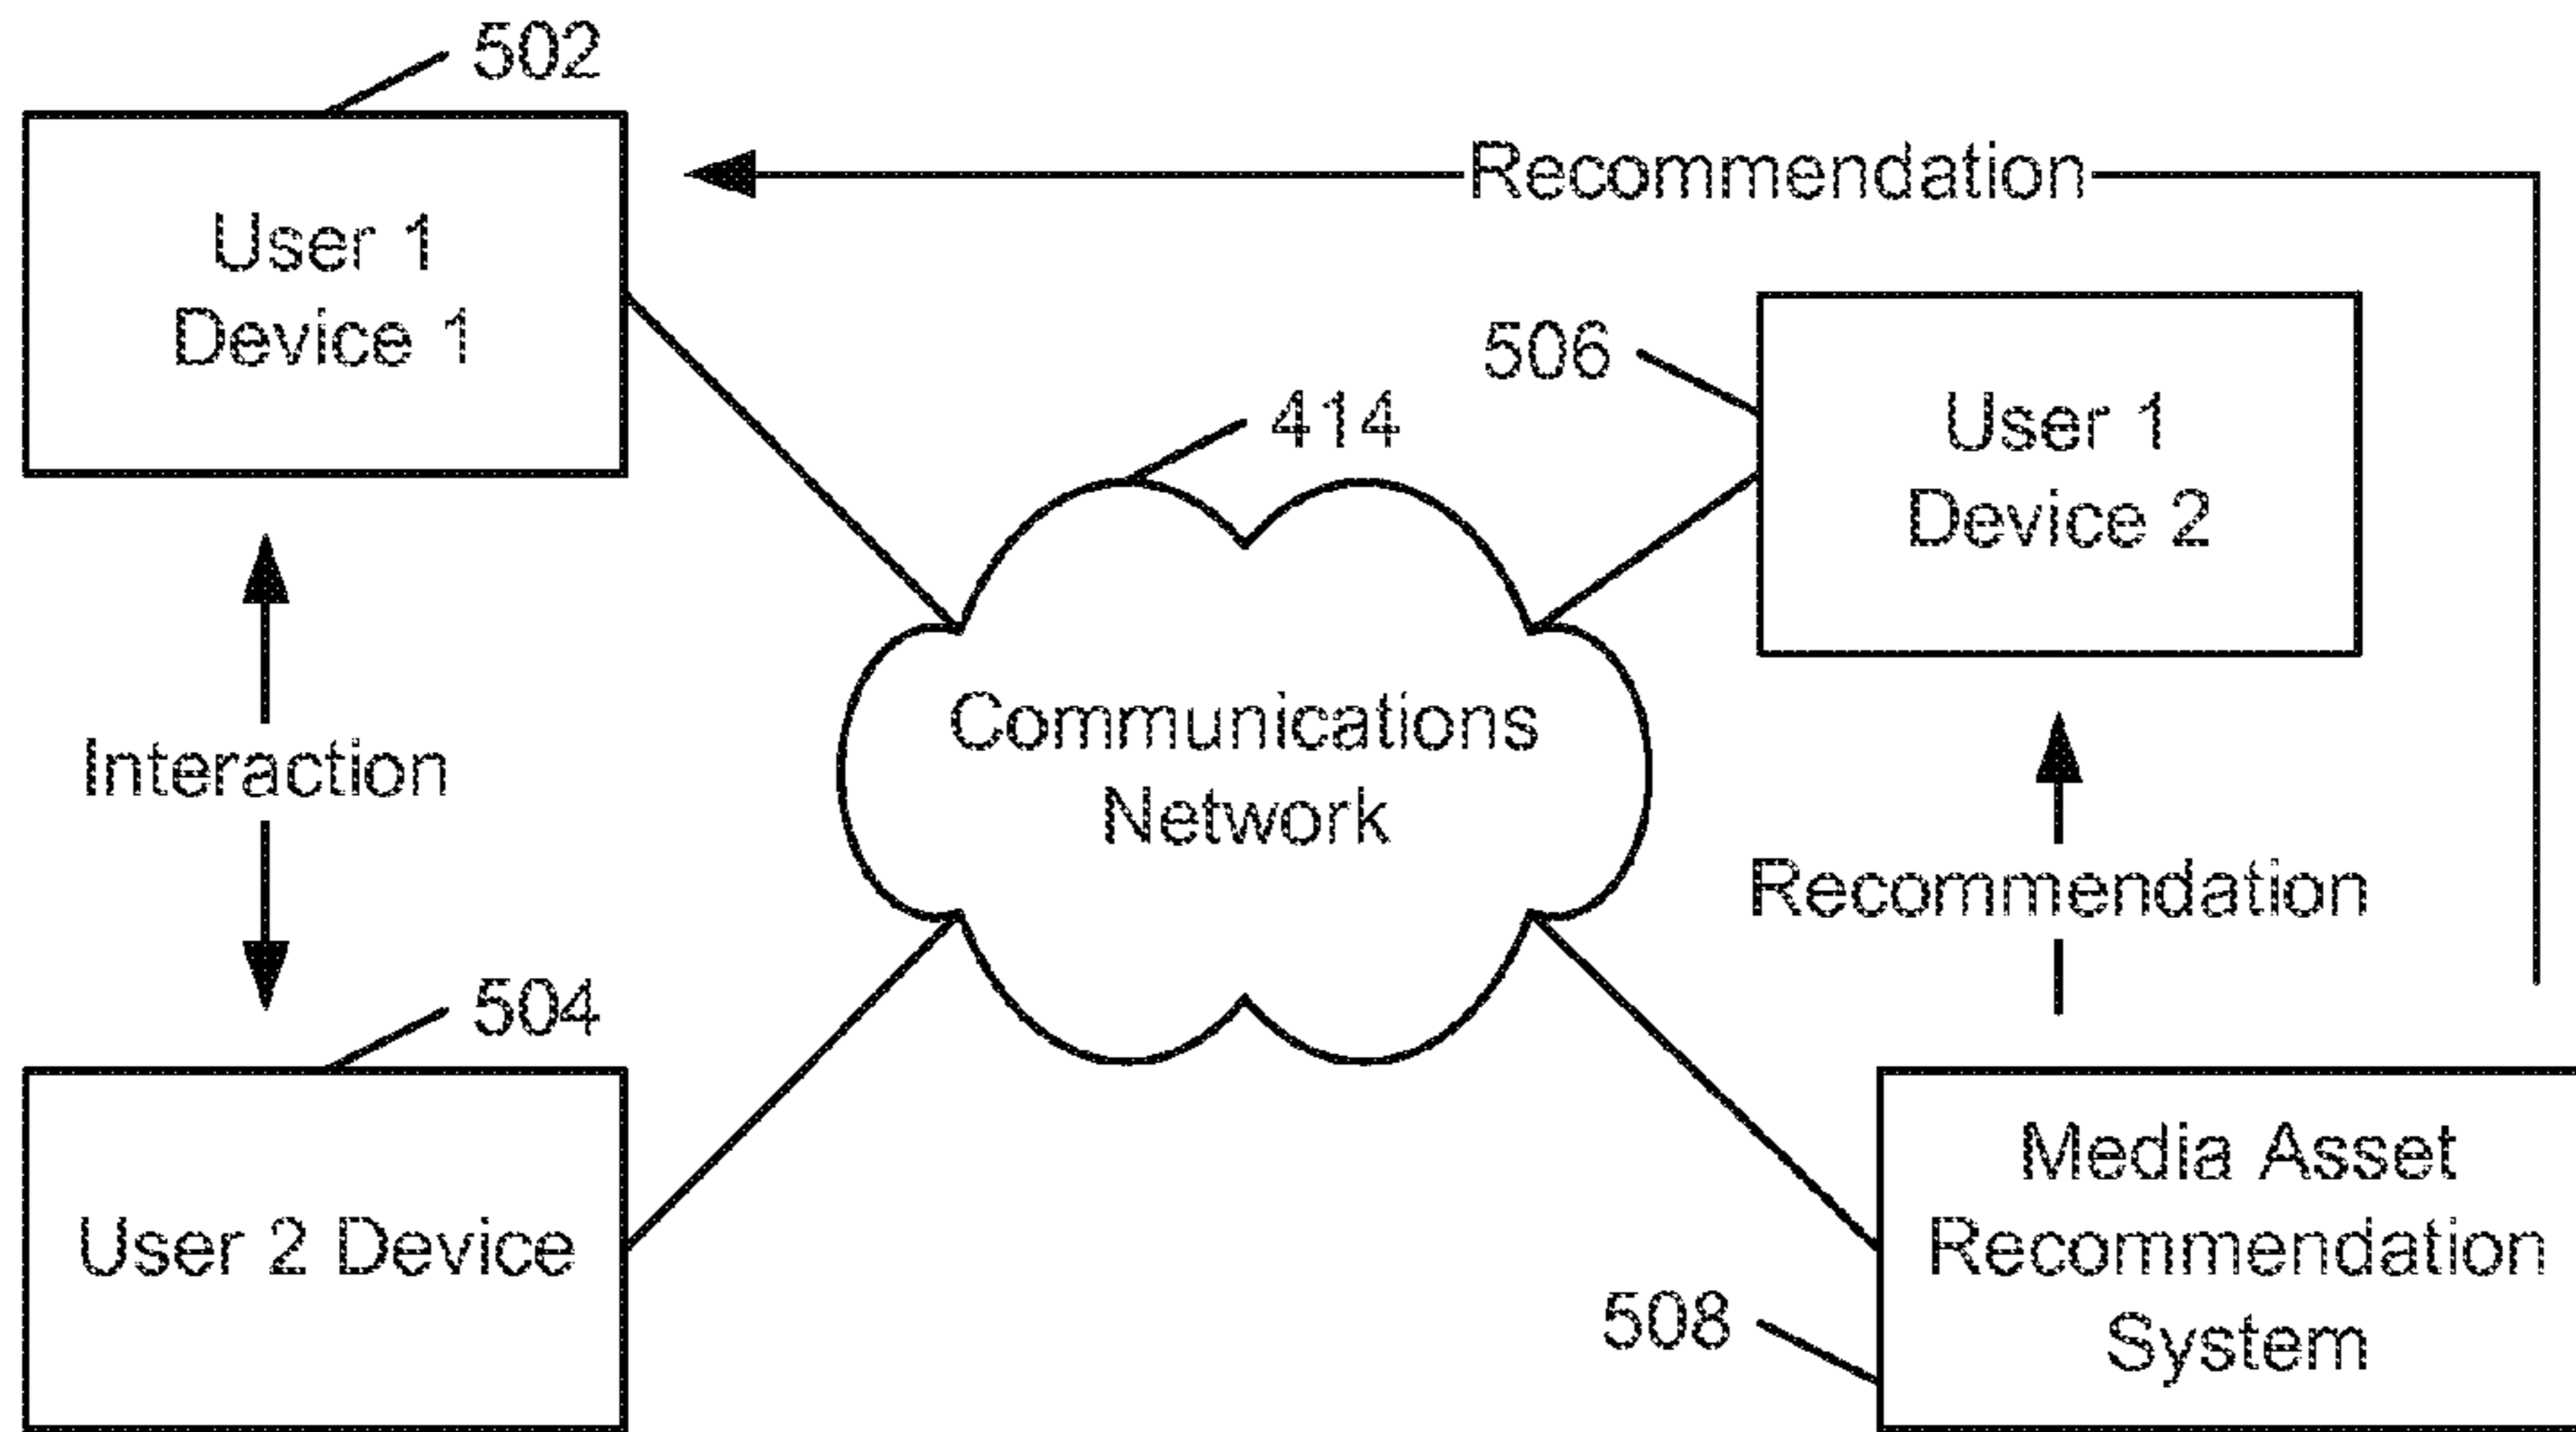 502
User 1
Device 1
Recommendation
506
User 1
Device 2
414
Communications
Network
Interaction
Recommendation
504
User 2 Device
Media Asset
Recommendation
System
508